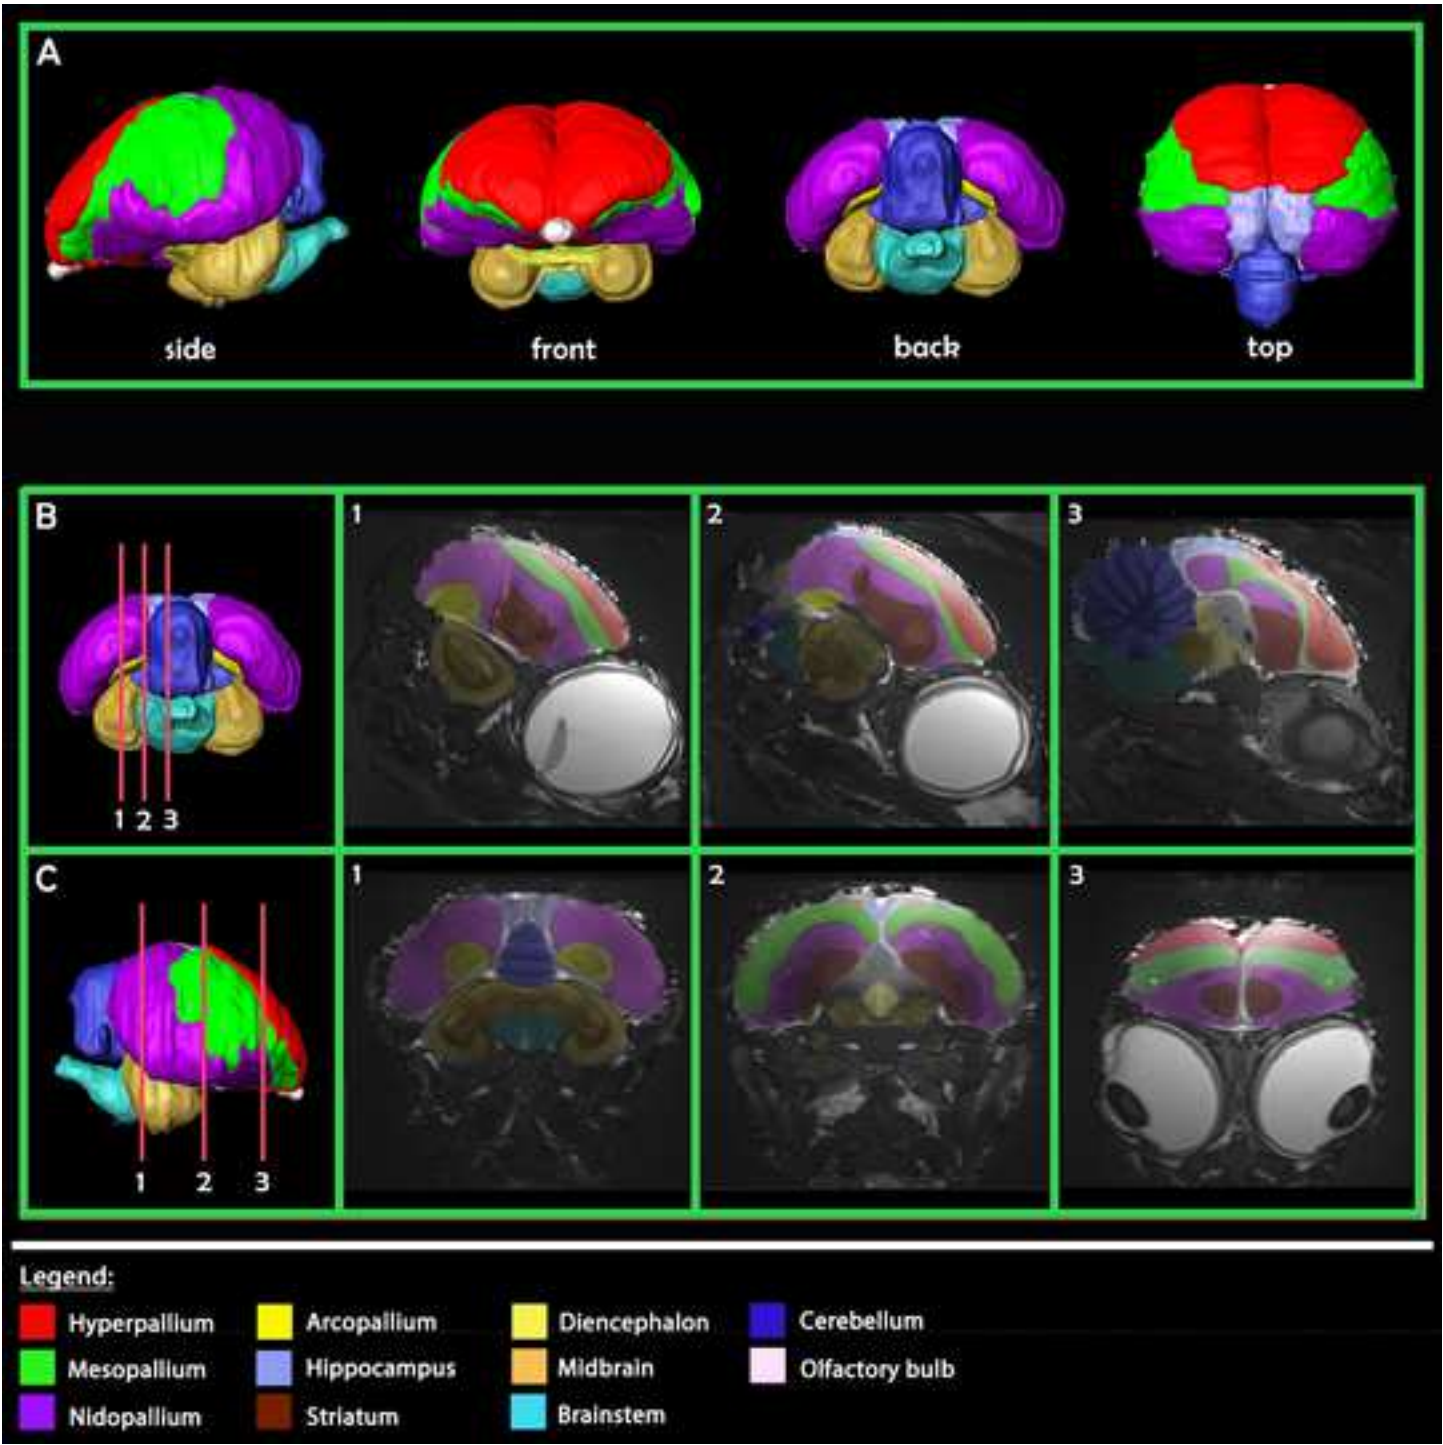 A
side front back top
B 1 2 3
1 2 3
C 1 2 3
1 2 3
Legend:
Hyperpallium Arcopallium Diencephalon Cerebellum
Mesopallium Hippocampus Midbrain Olfactory bulb
Nidopallium Striatum Brainstem